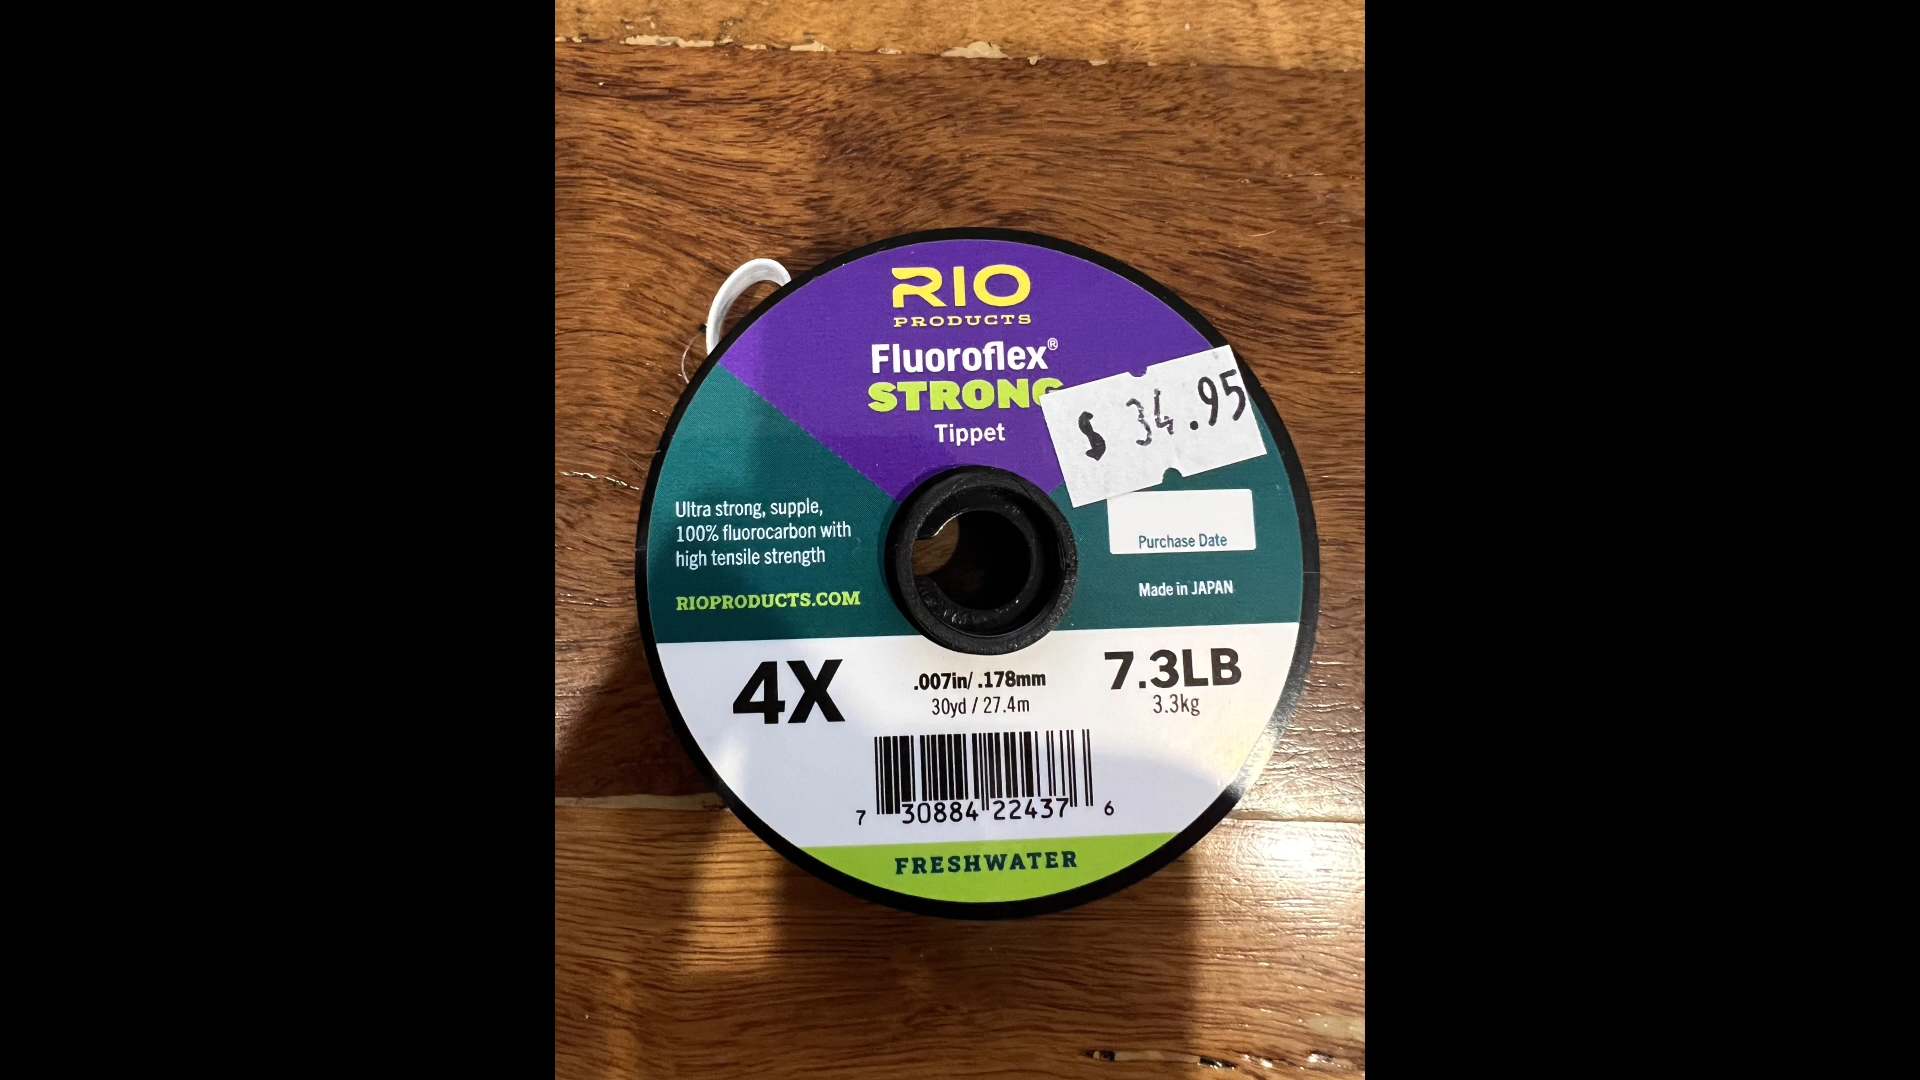 RIO
PRODUCTS
Fluoroflex®
STRONG
Tippet
$ 34.95
Ultra strong, supple,
100% fluorocarbon with
high tensile strength
RIOPRODUCTS.COM
Purchase Date
Made in JAPAN
4X
.007in/ .178mm
30yd / 27.4m
7.3LB
3.3kg
7 30884 22437 6
FRESHWATER